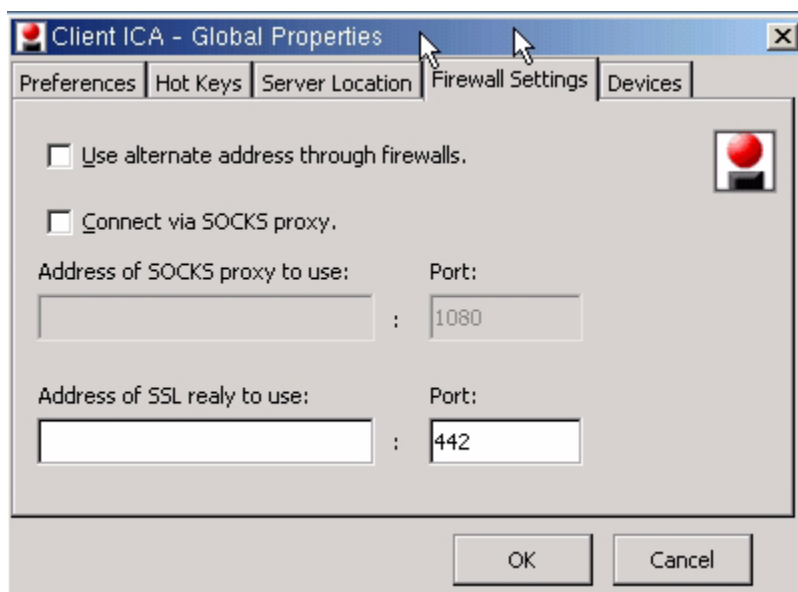 Client ICA - Global Properties
Preferences Hot Keys Server Location Firewall Settings Devices
Use alternate address through firewalls.
Connect via SOCKS proxy.
Address of SOCKS proxy to use: Port:
: 1080
Address of SSL realy to use: Port:
: 442
OK Cancel